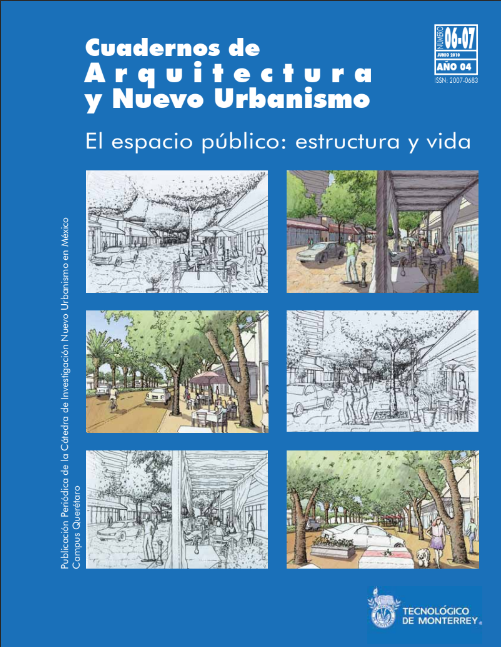 Cuadernos de
Arquitectura
y Nuevo Urbanismo
NÚMERO
06-07
JUNIO 2010
AÑO 04
ISSN: 2007-0683
El espacio público: estructura y vida
Publicación Periódica de la Cátedra de Investigación Nuevo Urbanismo en México
Campus Querétaro
TECNOLÓGICO
DE MONTERREY®